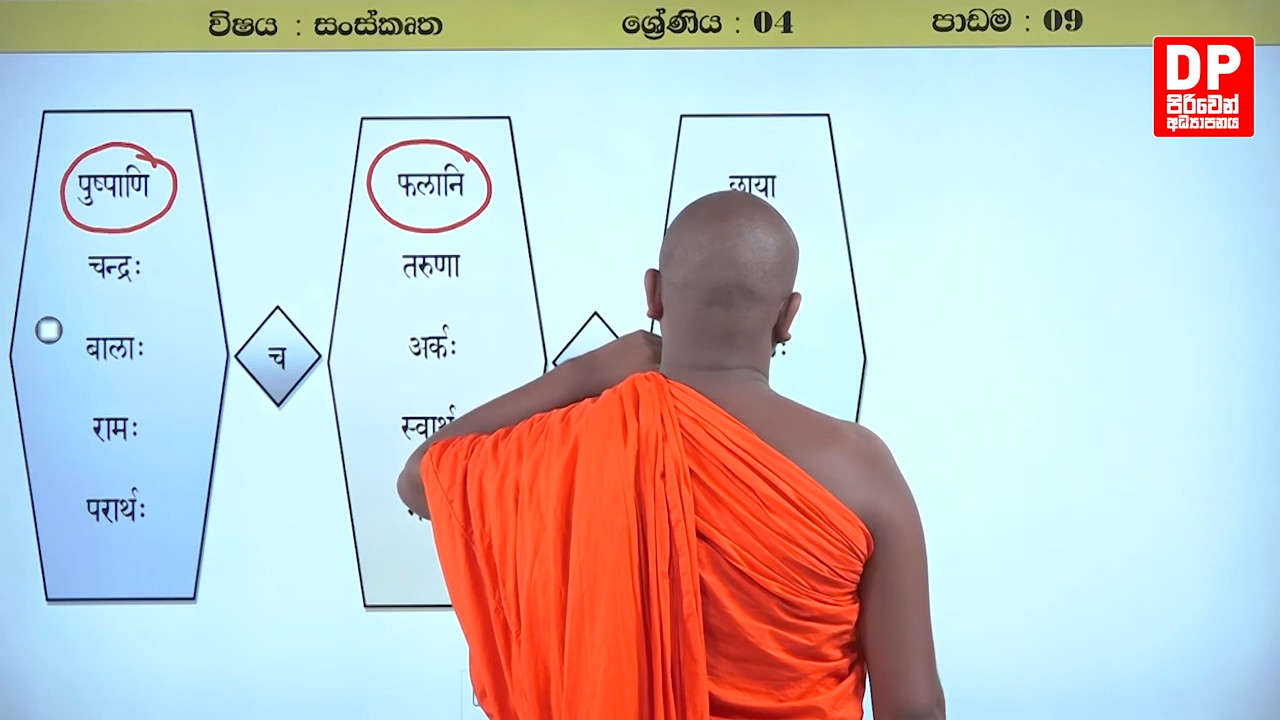 විෂය : සංස්කෘත ශ්‍රේණිය : 04 පාඩම : 09
DP
පිරිවෙන්
අධ්‍යාපනය
पुष्पाणि
चन्द्रः
बालाः
रामः
परार्थः
च
फलानि
तरुणा
अर्कः
छाया